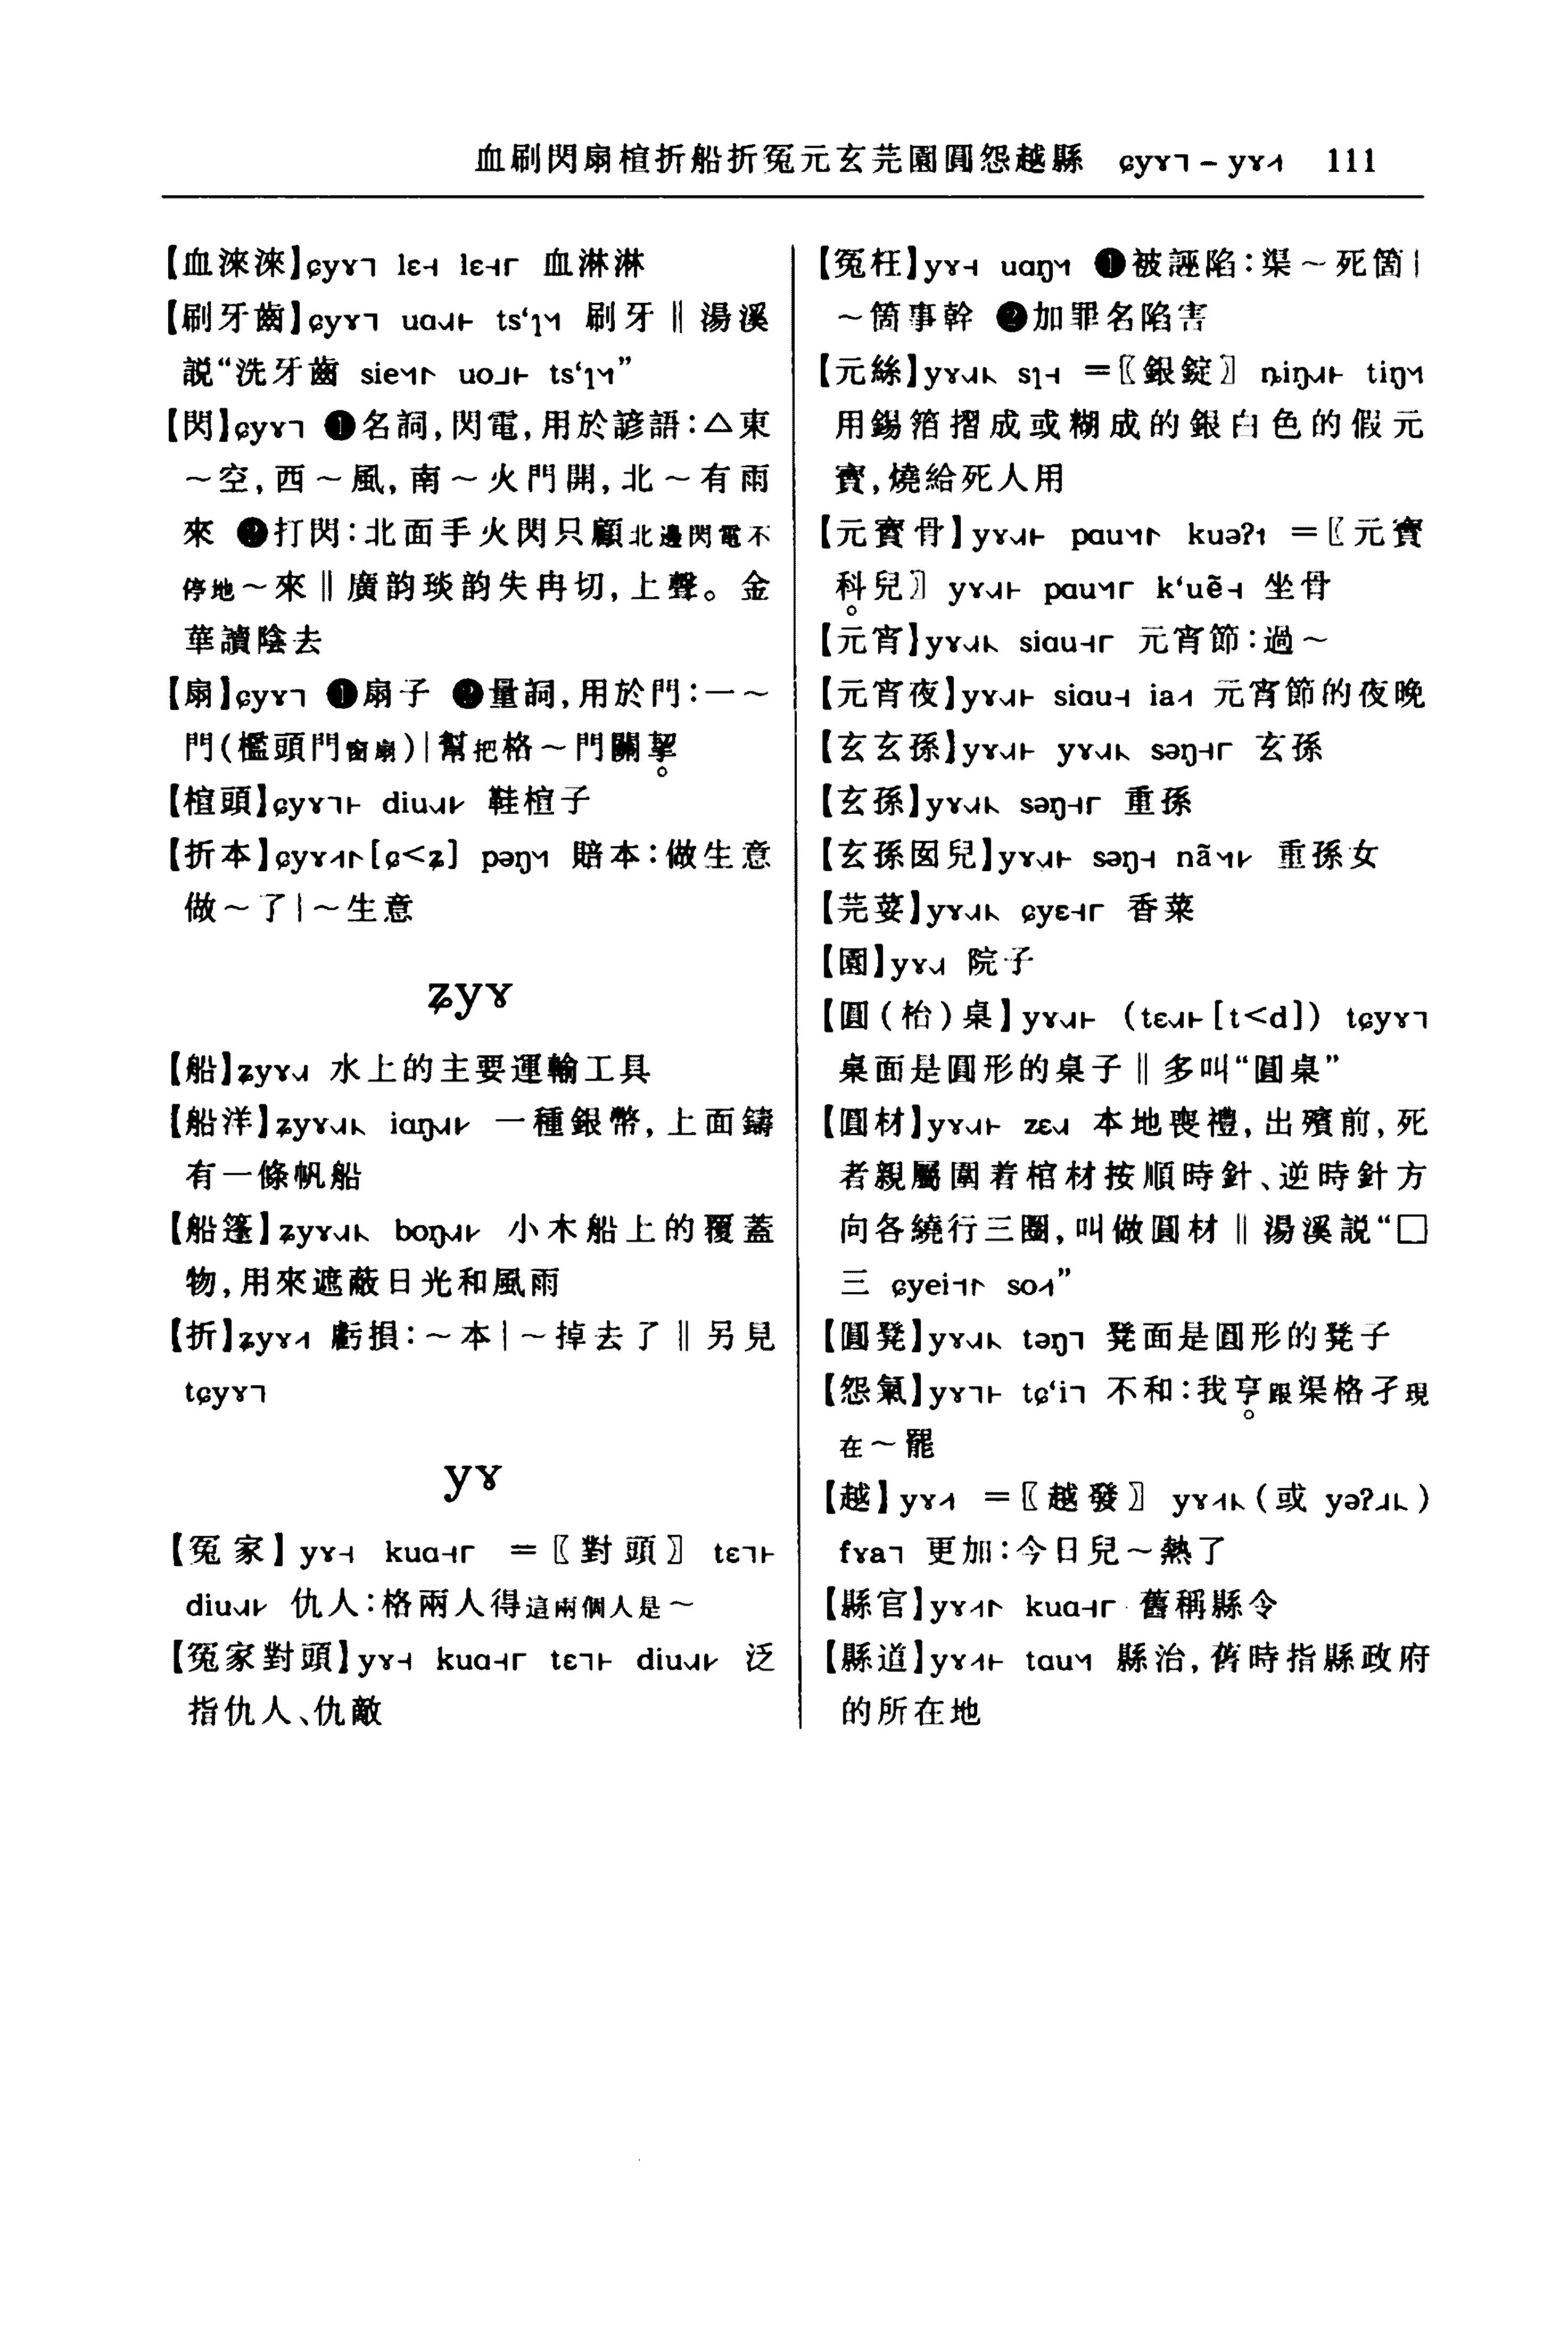 血刷閃扇楦折船折冤元玄芫園圓怨越縣 ɕyɤ˥ – yɤ˩˦ 111
【血淶淶】ɕyɤ˥ lɛ˧˧˦ lɛ˧˧˦꜒ 血淋淋
【刷牙齒】ɕyɤ˥ uɑ˧˩˧꜔ tsʻɿ˥˧˥ 刷牙‖湯溪
説“洗牙齒 sie˥˧˥꜒꜔ uo˩꜔ tsʻɿ˥˧˥”
【閃】ɕyɤ˥ ❶名詞,閃電,用於諺語:△東
～空,西～風,南～火門開,北～有雨
來 ❷打閃:北面手火閃只顧北邊閃電不
停地～來‖廣韵琰韵失冉切,上聲。金
華讀陰去
【扇】ɕyɤ˥ ❶扇子 ❷量詞,用於門:一～
門(檻頭門窗扇)|幫把格～門關挈
【楦頭】ɕyɤ˥꜔ diu˧˩˧꜖꜓ 鞋楦子
【折本】ɕyɤ˩˦꜒꜔[ɕ<ʑ] pəŋ˥˧˥ 賠本:做生意
做～了|～生意
ʑyɤ
【船】ʑyɤ˧˩˧ 水上的主要運輸工具
【船洋】ʑyɤ˧˩˧꜔꜖ iɑŋ˧˩˧꜖꜓ 一種銀幣,上面鑄
有一條帆船
【船篷】ʑyɤ˧˩˧꜔꜖ boŋ˧˩˧꜖꜓ 小木船上的覆蓋
物,用來遮蔽日光和風雨
【折】ʑyɤ˩˦ 虧損:～本|～掉去了‖另見
tɕyɤ˥
yɤ
【冤家】yɤ˧˧˦ kuɑ˧˧˦꜒ =〖對頭〗tɛ˥꜔
diu˧˩˧꜖꜓ 仇人:格兩人得這兩個人是～
【冤家對頭】yɤ˧˧˦ kuɑ˧˧˦꜒ tɛ˥꜔ diu˧˩˧꜖꜓ 泛
指仇人、仇敵
【冤枉】yɤ˧˧˦ uɑŋ˥˧˥ ❶被誣陷:渠～死箇|
～箇事幹 ❷加罪名陷害
【元絲】yɤ˧˩˧꜔꜖ sɿ˧˧˦ =〖銀錠〗ȵiŋ˧˩˧꜔ tiŋ˥˧˥
用錫箔摺成或糊成的銀白色的假元
寶,燒給死人用
【元寶骨】yɤ˧˩˧꜔ pɑu˥˧˥꜒꜔ kuəʔ˦ =〖元寶
科兒〗yɤ˧˩˧꜔ pɑu˥˧˥꜒ kʻuẽ˧˧˦ 坐骨
【元宵】yɤ˧˩˧꜔꜖ siɑu˧˧˦꜒ 元宵節:過～
【元宵夜】yɤ˧˩˧꜔ siɑu˧˧˦ ia˩˦ 元宵節的夜晚
【玄玄孫】yɤ˧˩˧꜔ yɤ˧˩˧꜔꜖ səŋ˧˧˦꜒ 玄孫
【玄孫】yɤ˧˩˧꜔꜖ səŋ˧˧˦꜒ 重孫
【玄孫囡兒】yɤ˧˩˧꜔ səŋ˧˧˦ nã˥˧˥꜖꜓ 重孫女
【芫荽】yɤ˧˩˧꜔꜖ ɕyɛ˧˧˦꜒ 香菜
【園】yɤ˧˩˧ 院子
【圓(枱)桌】yɤ˧˩˧꜔ (tɛ˧˩˧꜔[t<d]) tɕyɤ˥
桌面是圓形的桌子‖多叫“圓桌”
【圓材】yɤ˧˩˧꜔ zɛ˧˩˧ 本地喪禮,出殯前,死
者親屬圍着棺材按順時針、逆時針方
向各繞行三圈,叫做圓材‖湯溪説“□
三 ɕyei˥꜒꜔ so˩˦”
【圓凳】yɤ˧˩˧꜔꜖ təŋ˥ 凳面是圓形的凳子
【怨氣】yɤ˥꜔ tɕʻi˥ 不和:我亨跟渠格孑現
在～罷
【越】yɤ˩˦ =〖越發〗yɤ˩˦꜔꜖(或 yəʔ˨˩˨꜖) fɤa˥ 更加:今日兒～熱了
【縣官】yɤ˩˦꜒꜔ kuɑ˧˧˦꜒ 舊稱縣令
【縣道】yɤ˩˦꜔ tɑu˥˧˥ 縣治,舊時指縣政府
的所在地